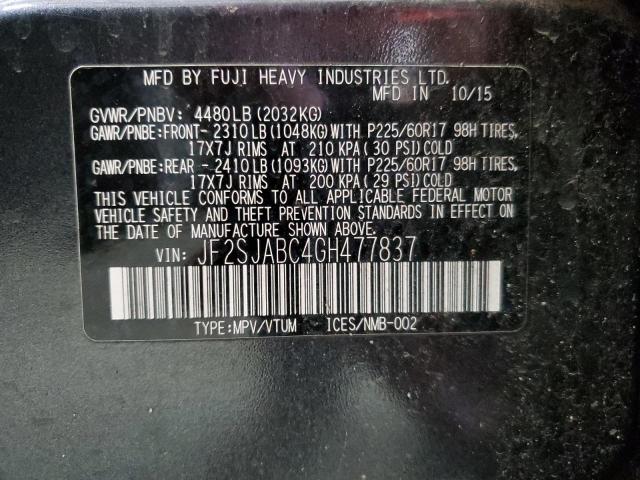 MFD BY FUJI HEAVY INDUSTRIES LTD.
MFD IN 10/15
GVWR/PNBV: 4480LB (2032KG)
GAWR/PNBE:FRONT- 2310LB (1048KG)WITH P225/60R17 98H TIRES,
17X7J RIMS AT 210 KPA (30 PSI)COLD
GAWR/PNBE:REAR - 2410LB (1093KG)WITH P225/60R17 98H TIRES,
17X7J RIMS AT 200 KPA (29 PSI)COLD
THIS VEHICLE CONFORMS TO ALL APPLICABLE FEDERAL MOTOR
VEHICLE SAFETY AND THEFT PREVENTION STANDARDS IN EFFECT ON
THE DATE OF MANUFACTURE SHOWN ABOVE.
VIN: JF2SJABC4GH477837
TYPE:MPV/VTUM ICES/NMB-002